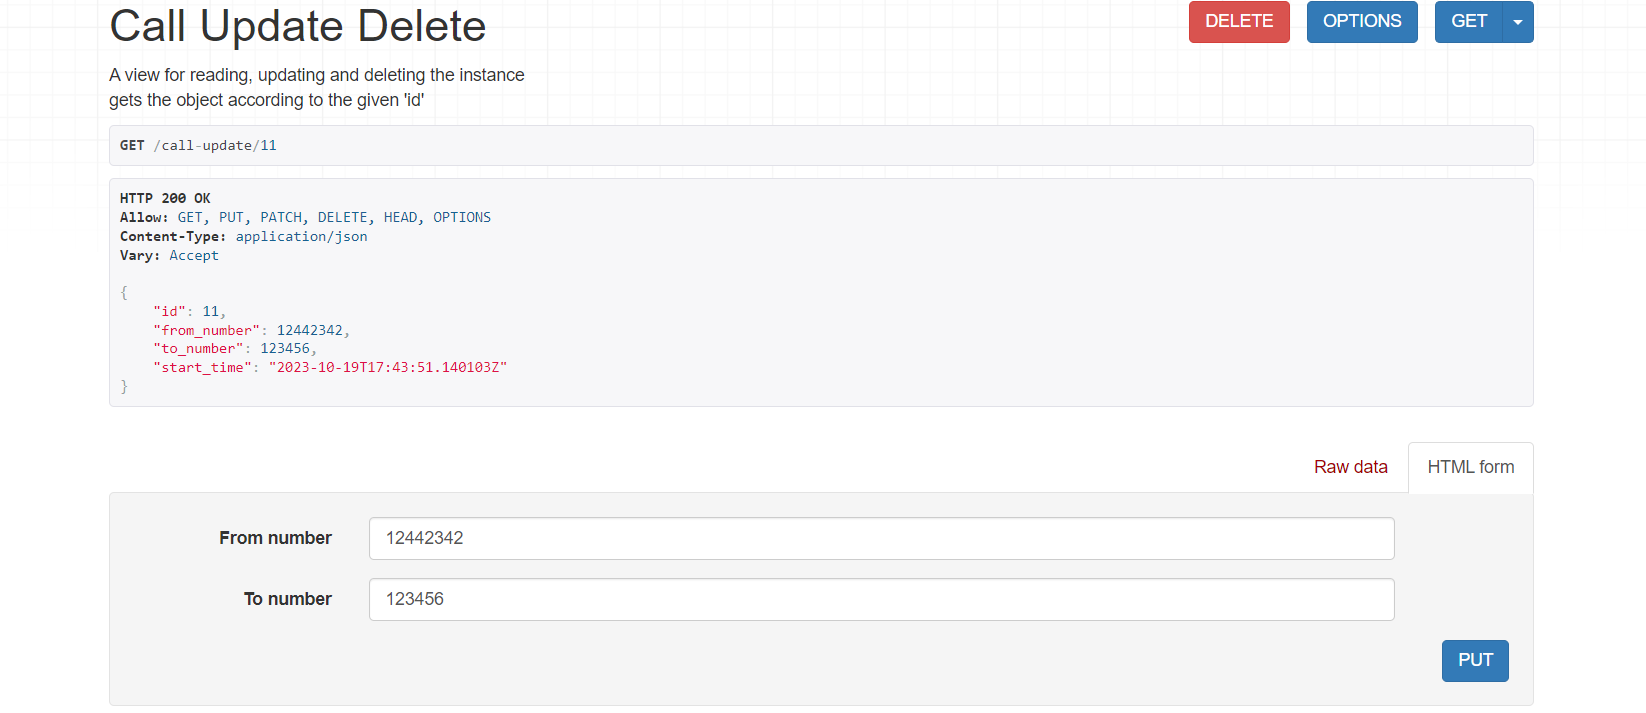 Call Update Delete
DELETE
OPTIONS
GET
A view for reading, updating and deleting the instance
gets the object according to the given 'id'
GET /call-update/11
HTTP 200 OK
Allow: GET, PUT, PATCH, DELETE, HEAD, OPTIONS
Content-Type: application/json
Vary: Accept
{
"id": 11,
"from_number": 12442342,
"to_number": 123456,
"start_time": "2023-10-19T17:43:51.140103Z"
}
Raw data
HTML form
From number
12442342
To number
123456
PUT